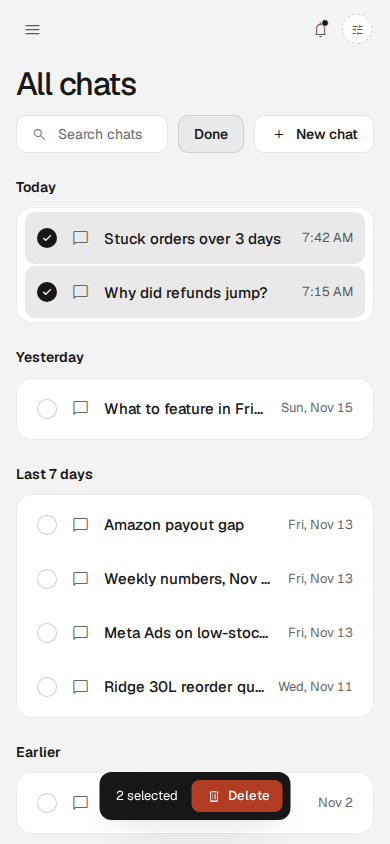 All chats
Search chats
Done
+ New chat
Today
Stuck orders over 3 days 7:42 AM
Why did refunds jump? 7:15 AM
Yesterday
What to feature in Fri... Sun, Nov 15
Last 7 days
Amazon payout gap Fri, Nov 13
Weekly numbers, Nov ... Fri, Nov 13
Meta Ads on low-stoc... Fri, Nov 13
Ridge 30L reorder qu... Wed, Nov 11
Earlier
Nov 2
2 selected
Delete